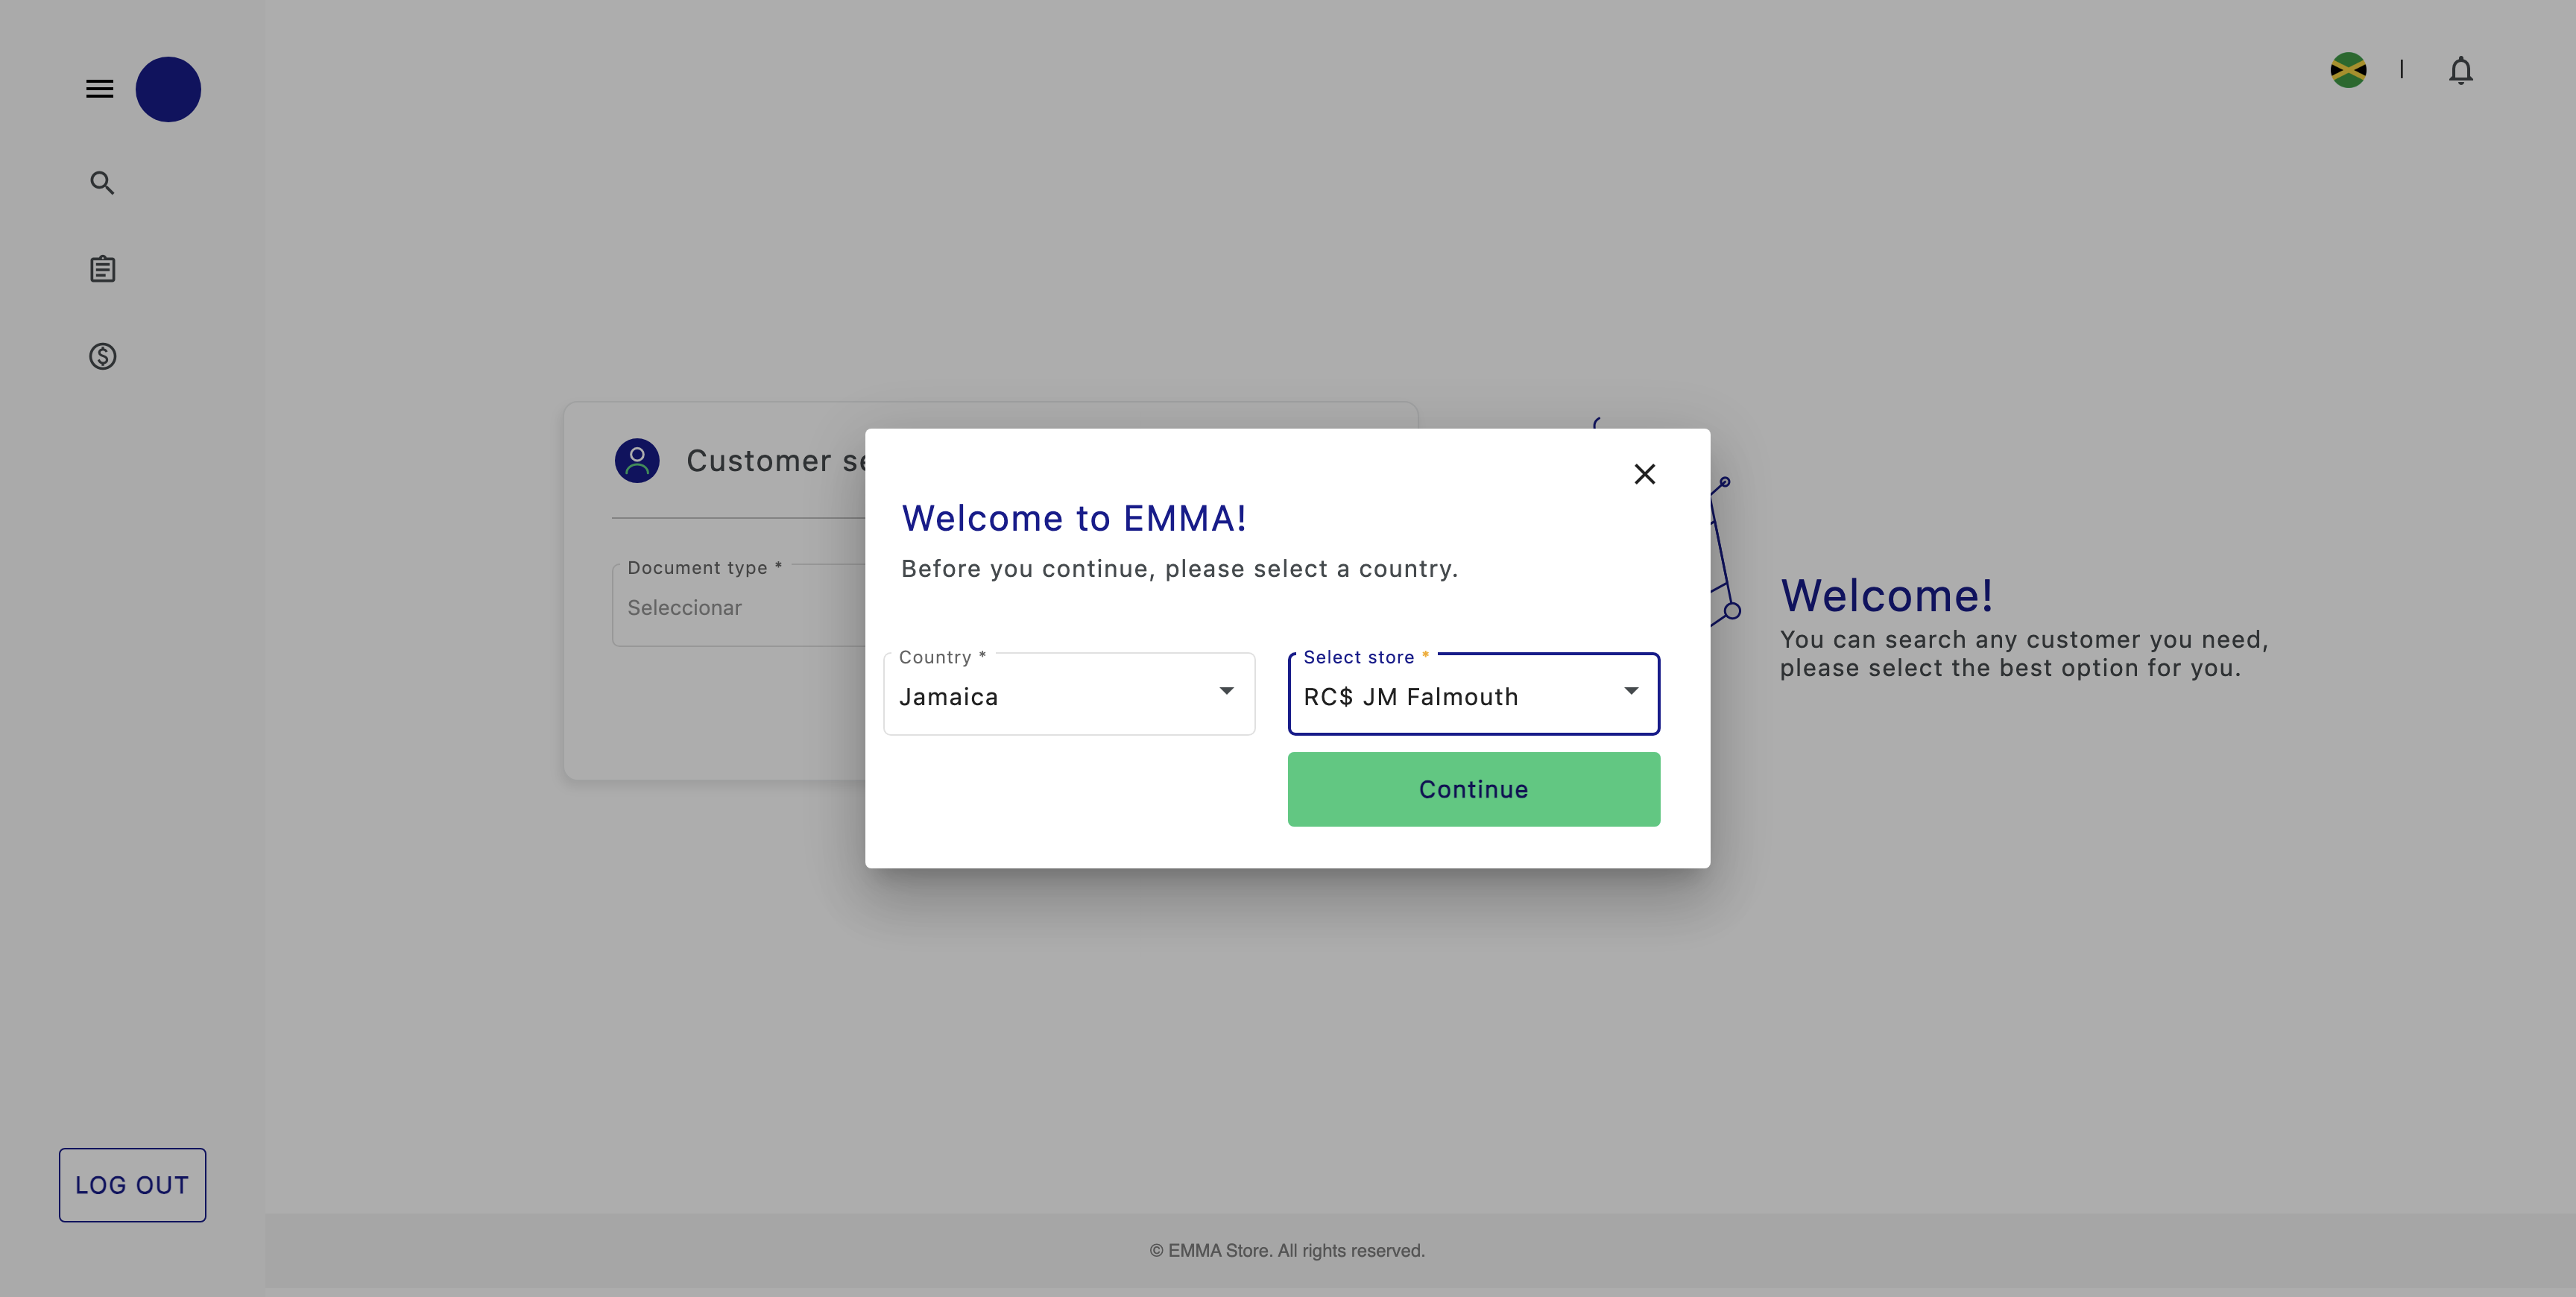 Customer se
Document type *
Seleccionar
Welcome to EMMA!
Before you continue, please select a country.
Country *
Jamaica
Select store *
RC$ JM Falmouth
Continue
Welcome!
You can search any customer you need,
please select the best option for you.
LOG OUT
© EMMA Store. All rights reserved.